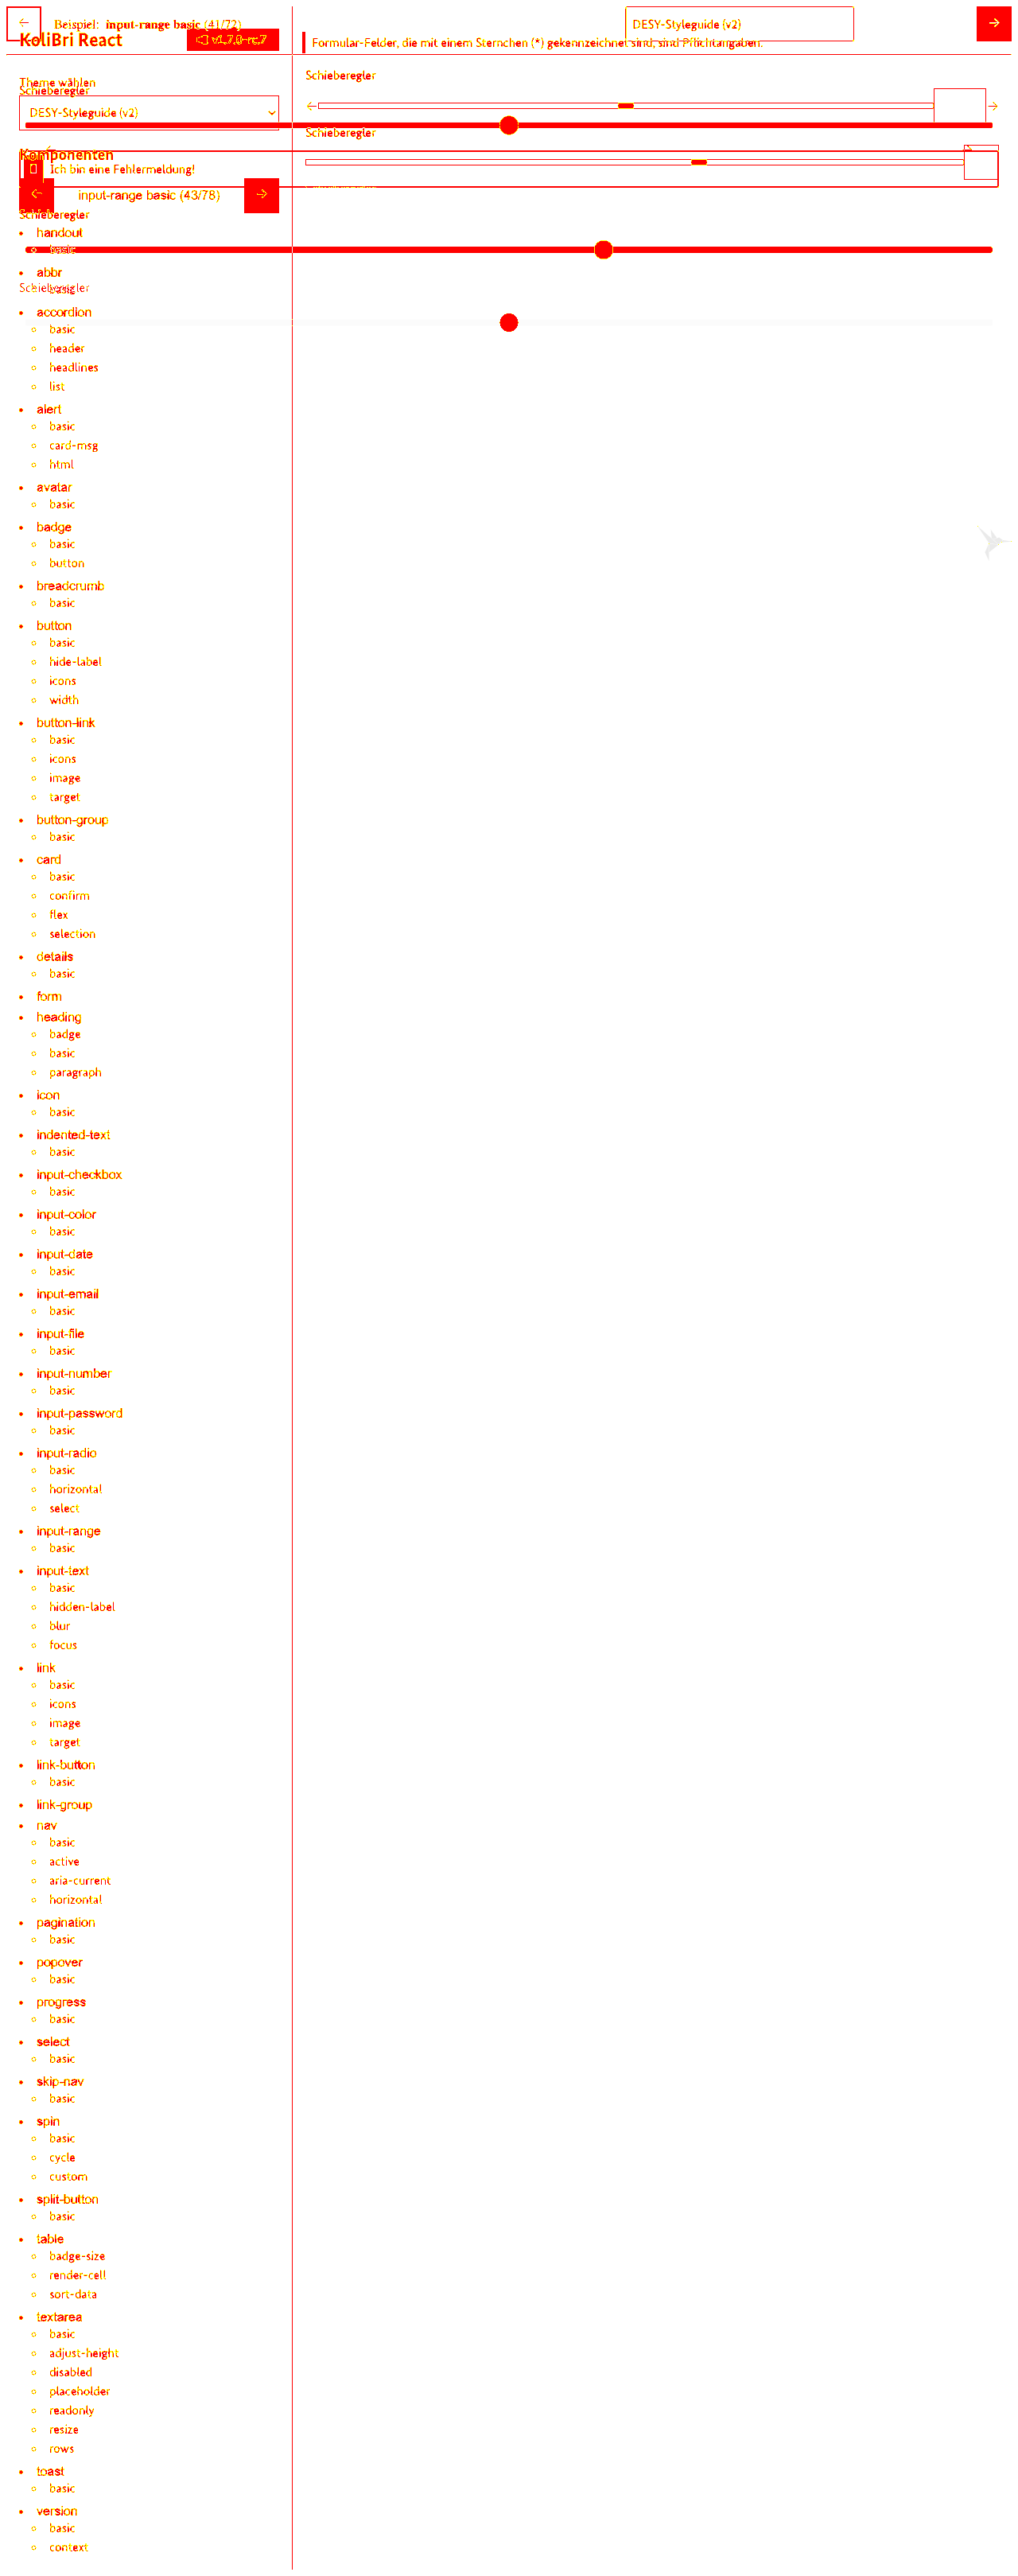 Beispiel: input-range basic (41/72)
DESY-Styleguide (v2)
KoliBri React
v1.7.0-rc.7
Formular-Felder, die mit einem Sternchen (*) gekennzeichnet sind, sind Pflichtangaben.
Schieberegler
Theme wählen
Schieberegler
DESY-Styleguide (v2)
Schieberegler
Komponenten
Ich bin eine Fehlermeldung!
input-range basic (43/78)
Schieberegler
handout
basic
abbr
basic
Schieberegler
accordion
basic
header
headlines
list
alert
basic
card-msg
html
avatar
basic
badge
basic
button
breadcrumb
basic
button
basic
hide-label
icons
width
button-link
basic
icons
image
target
button-group
basic
card
basic
confirm
flex
selection
details
basic
form
heading
badge
basic
paragraph
icon
basic
indented-text
basic
input-checkbox
basic
input-color
basic
input-date
basic
input-email
basic
input-file
basic
input-number
basic
input-password
basic
input-radio
basic
horizontal
select
input-range
basic
input-text
basic
hidden-label
blur
focus
link
basic
icons
image
target
link-button
basic
link-group
nav
basic
active
aria-current
horizontal
pagination
basic
popover
basic
progress
basic
select
basic
skip-nav
basic
spin
basic
cycle
custom
split-button
basic
table
badge-size
render-cell
sort-data
textarea
basic
adjust-height
disabled
placeholder
readonly
resize
rows
toast
basic
version
basic
context